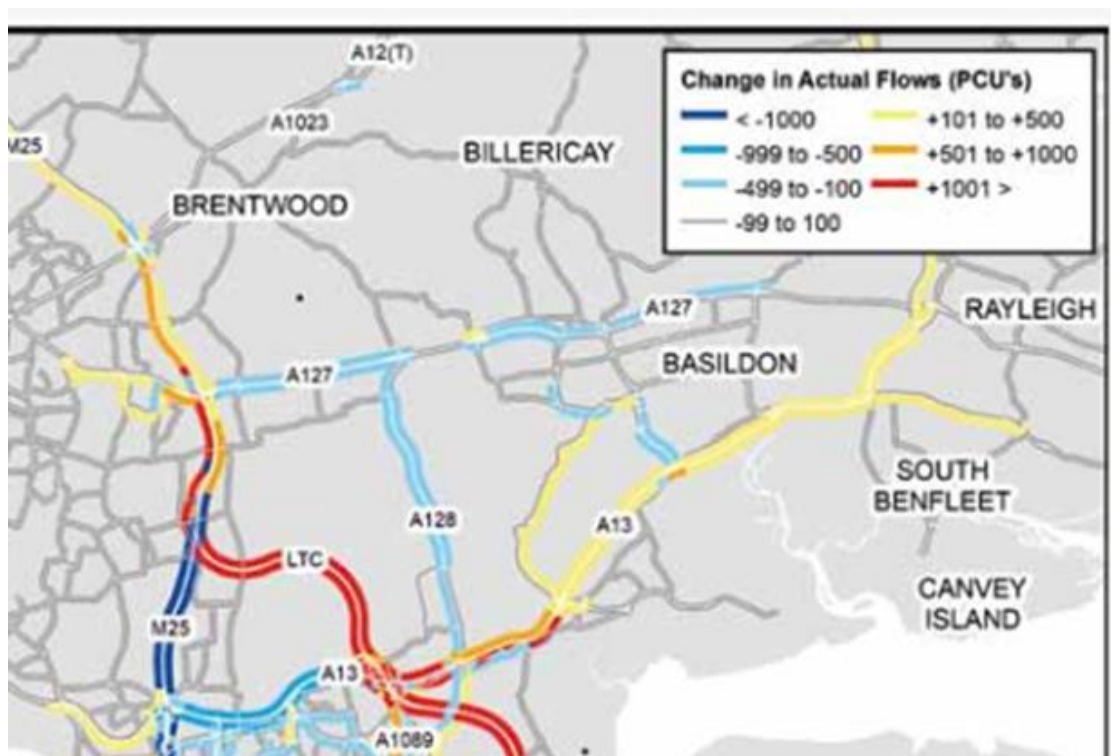 A12(T)
Change in Actual Flows (PCU's)
< -1000
+101 to +500
-999 to -500
+501 to +1000
-499 to -100
+1001 >
-99 to 100
A1023
M25
BILLERICAY
BRENTWOOD
A127
RAYLEIGH
BASILDON
A127
SOUTH
BENFLEET
A128
A13
LTC
CANVEY
ISLAND
M25
A13
A1089